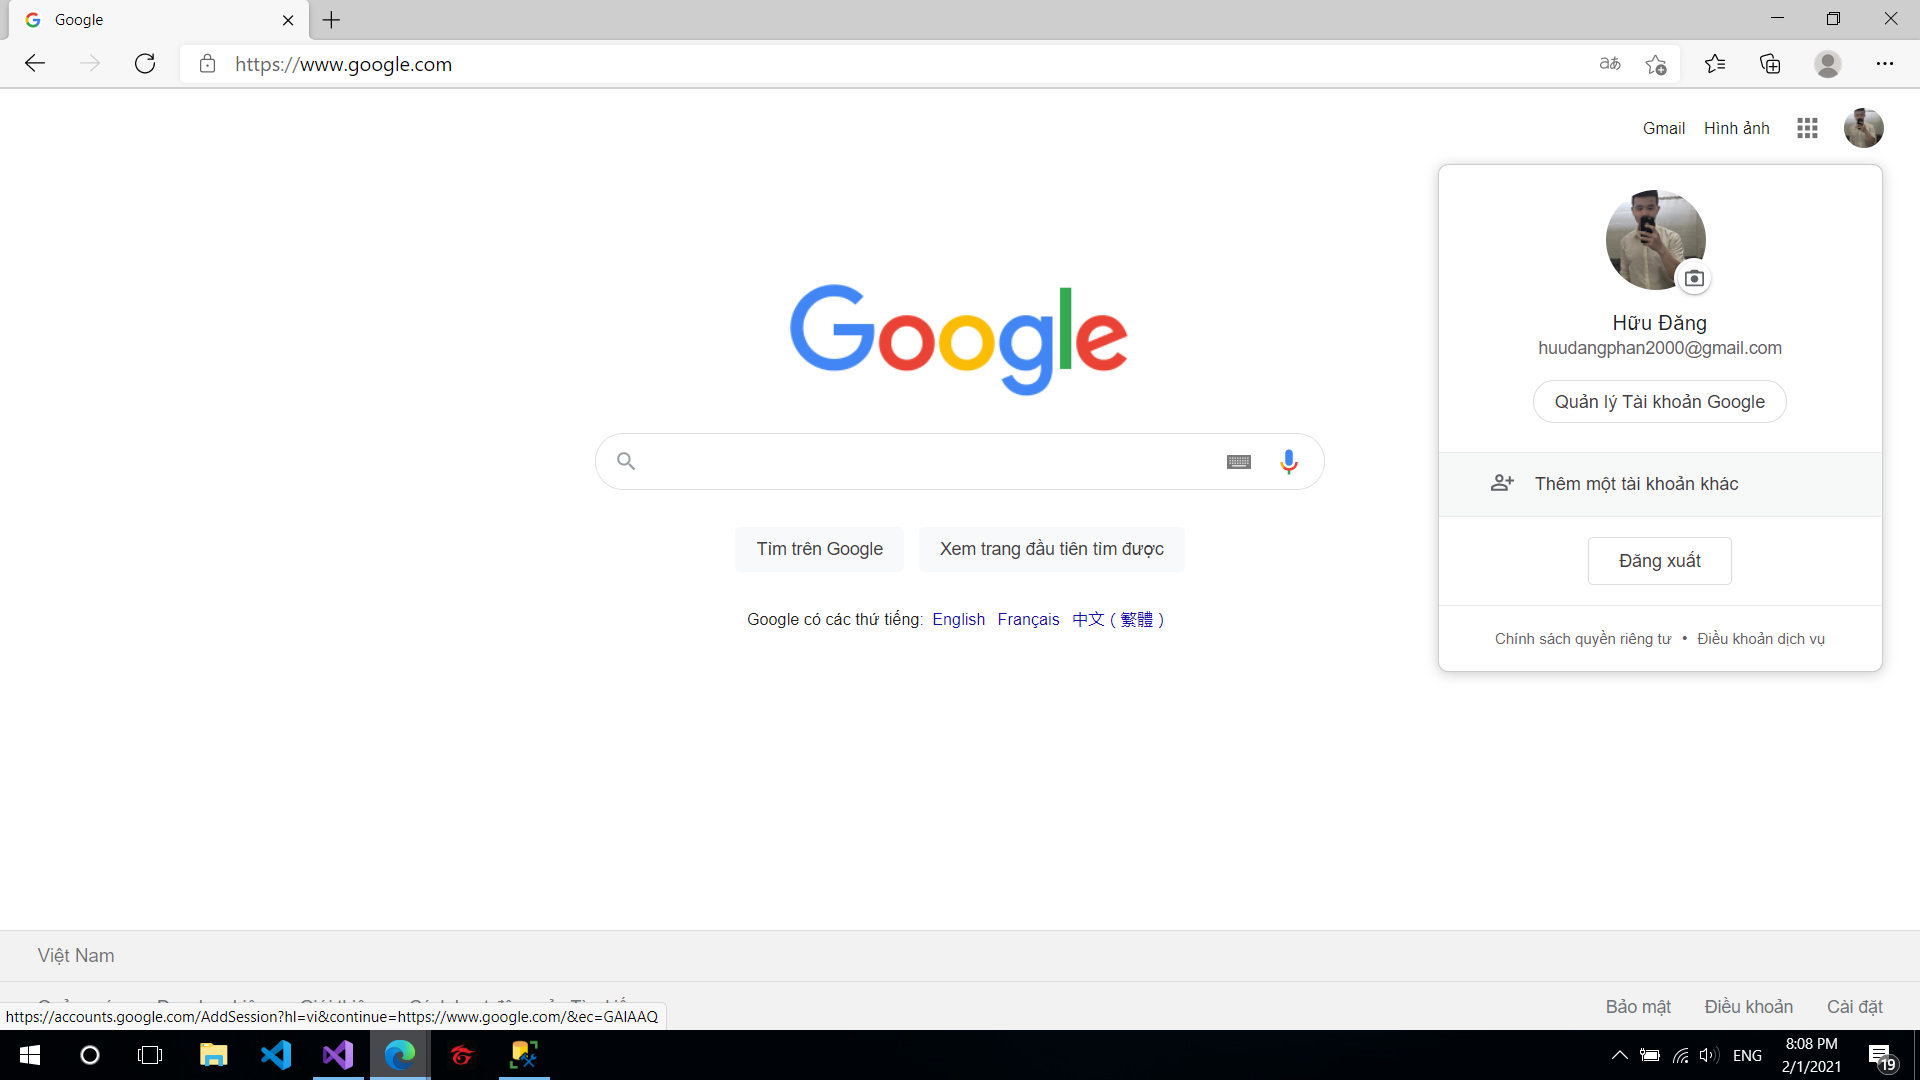 Google
https://www.google.com
aあ
Gmail Hình ảnh
Hữu Đăng
huudangphan2000@gmail.com
Quản lý Tài khoản Google
Thêm một tài khoản khác
Đăng xuất
Chính sách quyền riêng tư • Điều khoản dịch vụ
Google
Tìm trên Google
Xem trang đầu tiên tìm được
Google có các thứ tiếng: English Français 中文 ( 繁體 )
Việt Nam
Bảo mật Điều khoản Cài đặt
https://accounts.google.com/AddSession?hl=vi&continue=https://www.google.com/&ec=GAlAAQ
ENG
8:08 PM
2/1/2021
19